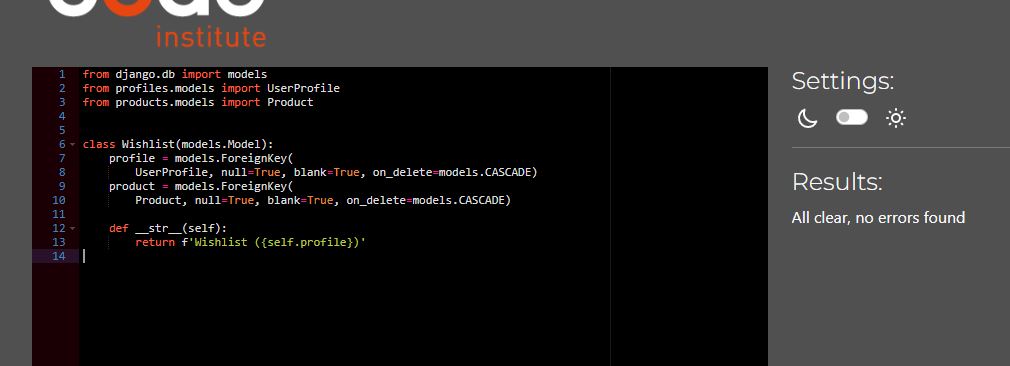 institute
1 from django.db import models
2 from profiles.models import UserProfile
3 from products.models import Product
4
5
6 class Wishlist(models.Model):
7     profile = models.ForeignKey(
8         UserProfile, null=True, blank=True, on_delete=models.CASCADE)
9     product = models.ForeignKey(
10         Product, null=True, blank=True, on_delete=models.CASCADE)
11
12     def __str__(self):
13         return f'Wishlist ({self.profile})'
14
Settings:
Results:
All clear, no errors found